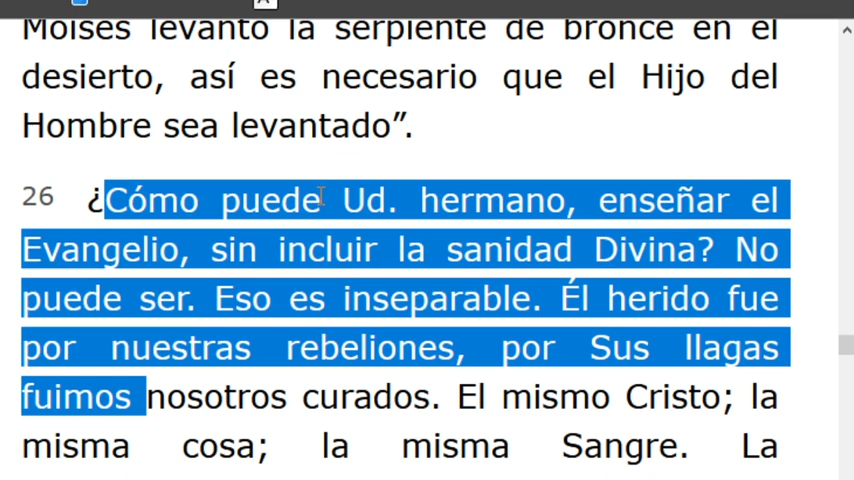 Moisés levantó la serpiente de bronce en el
desierto, así es necesario que el Hijo del
Hombre sea levantado”.
26 ¿Cómo puede Ud. hermano, enseñar el
Evangelio, sin incluir la sanidad Divina? No
puede ser. Eso es inseparable. Él herido fue
por nuestras rebeliones, por Sus llagas
fuimos nosotros curados. El mismo Cristo; la
misma cosa; la misma Sangre. La